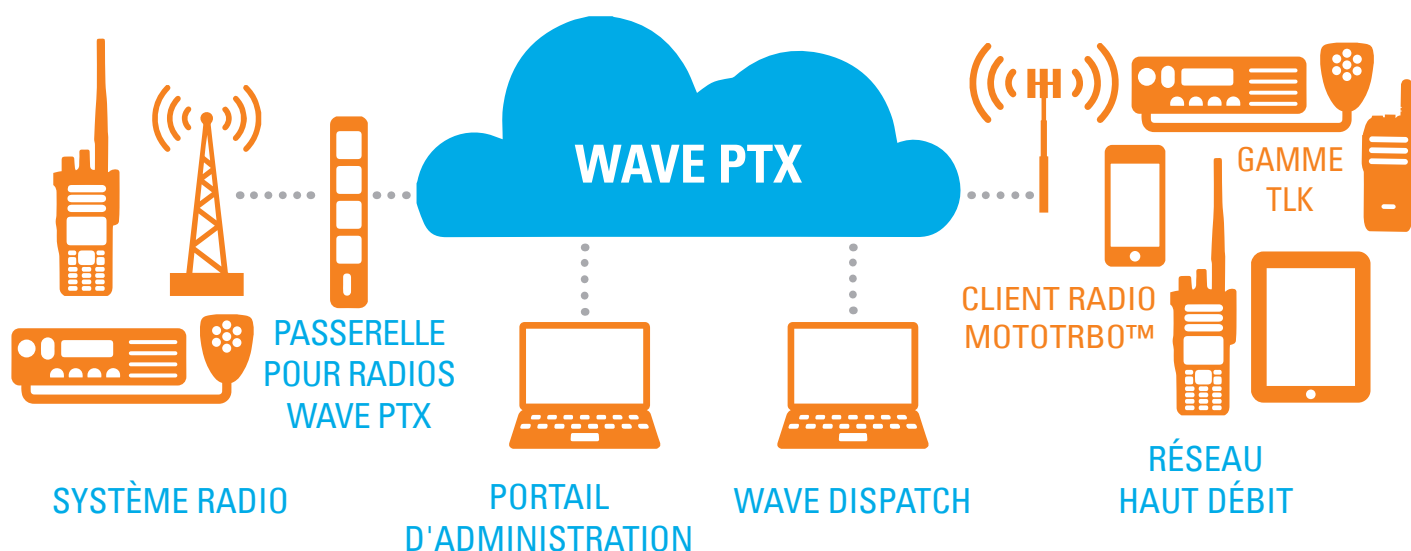 WAVE PTX
GAMME
TLK
CLIENT RADIO
MOTOTRBO™
PASSERELLE
POUR RADIOS
WAVE PTX
SYSTÈME RADIO
PORTAIL
D'ADMINISTRATION
WAVE DISPATCH
RÉSEAU
HAUT DÉBIT